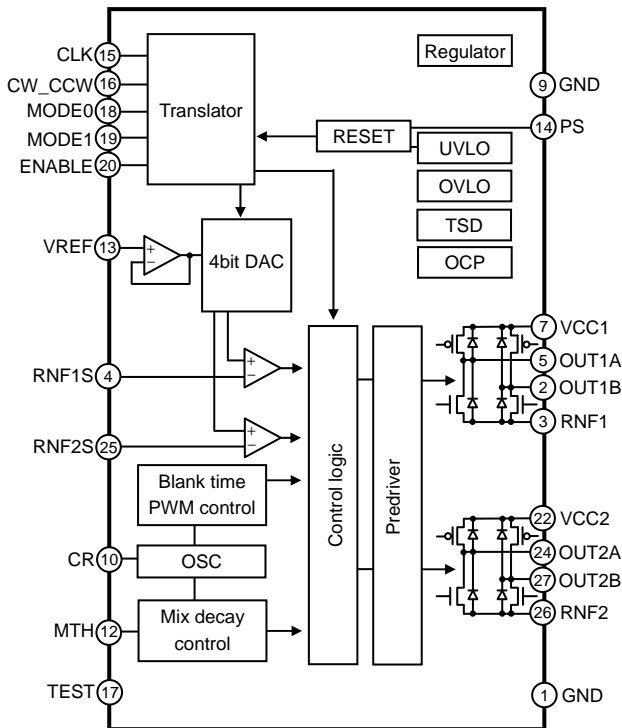 CLK 15
CW_CCW 16
MODE0 18
MODE1 19
ENABLE 20
Translator
Regulator
9 GND
14 PS
RESET
UVLO
OVLO
TSD
OCP
VREF 13
+
−
4bit DAC
RNF1S 4
+
−
RNF2S 25
+
−
Blank time
PWM control
CR 10
OSC
MTH 12
Mix decay
control
TEST 17
Control logic
Predriver
7 VCC1
5 OUT1A
2 OUT1B
3 RNF1
22 VCC2
24 OUT2A
27 OUT2B
26 RNF2
1 GND